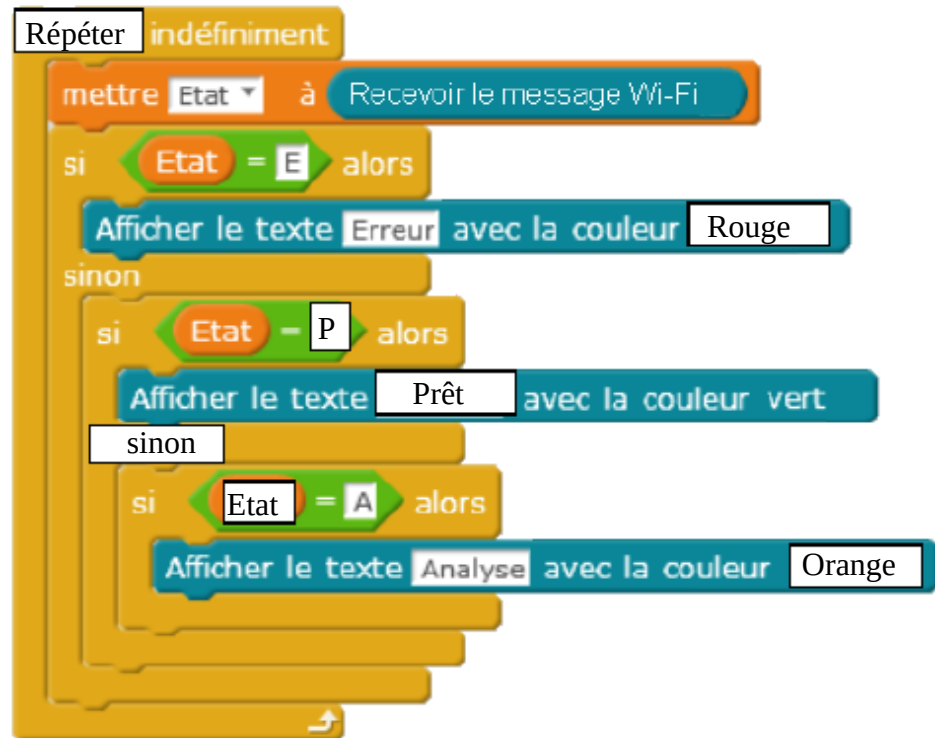 Répéter indéfiniment
mettre Etat à Recevoir le message Wi-Fi
si Etat = E alors
Afficher le texte Erreur avec la couleur Rouge
sinon
si Etat = P alors
Afficher le texte Prêt avec la couleur vert
sinon
si Etat = A alors
Afficher le texte Analyse avec la couleur Orange